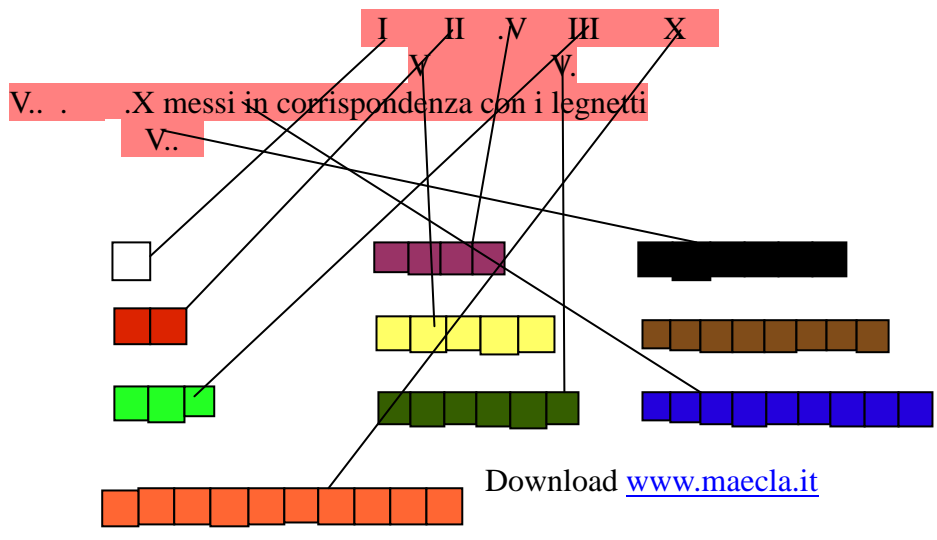 I II .V III X
V V.
V.. . .X messi in corrispondenza con i legnetti
V..
Download www.maecla.it